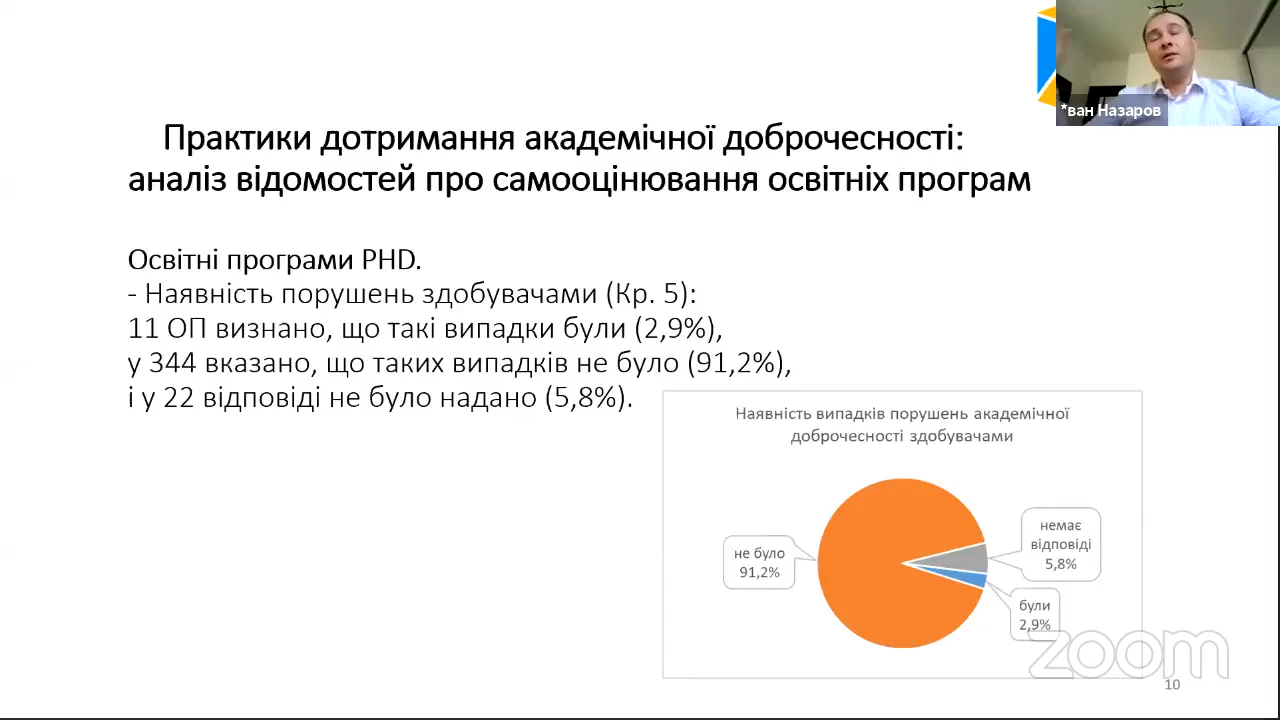 *ван Назаров
Практики дотримання академічної доброчесності:
аналіз відомостей про самооцінювання освітніх програм
Освітні програми PHD.
- Наявність порушень здобувачами (Кр. 5):
11 ОП визнано, що такі випадки були (2,9%),
у 344 вказано, що таких випадків не було (91,2%),
і у 22 відповіді не було надано (5,8%).
Наявність випадків порушень академічної
доброчесності здобувачами
не було
91,2%
немає
відповіді
5,8%
були
2,9%
zoom
10